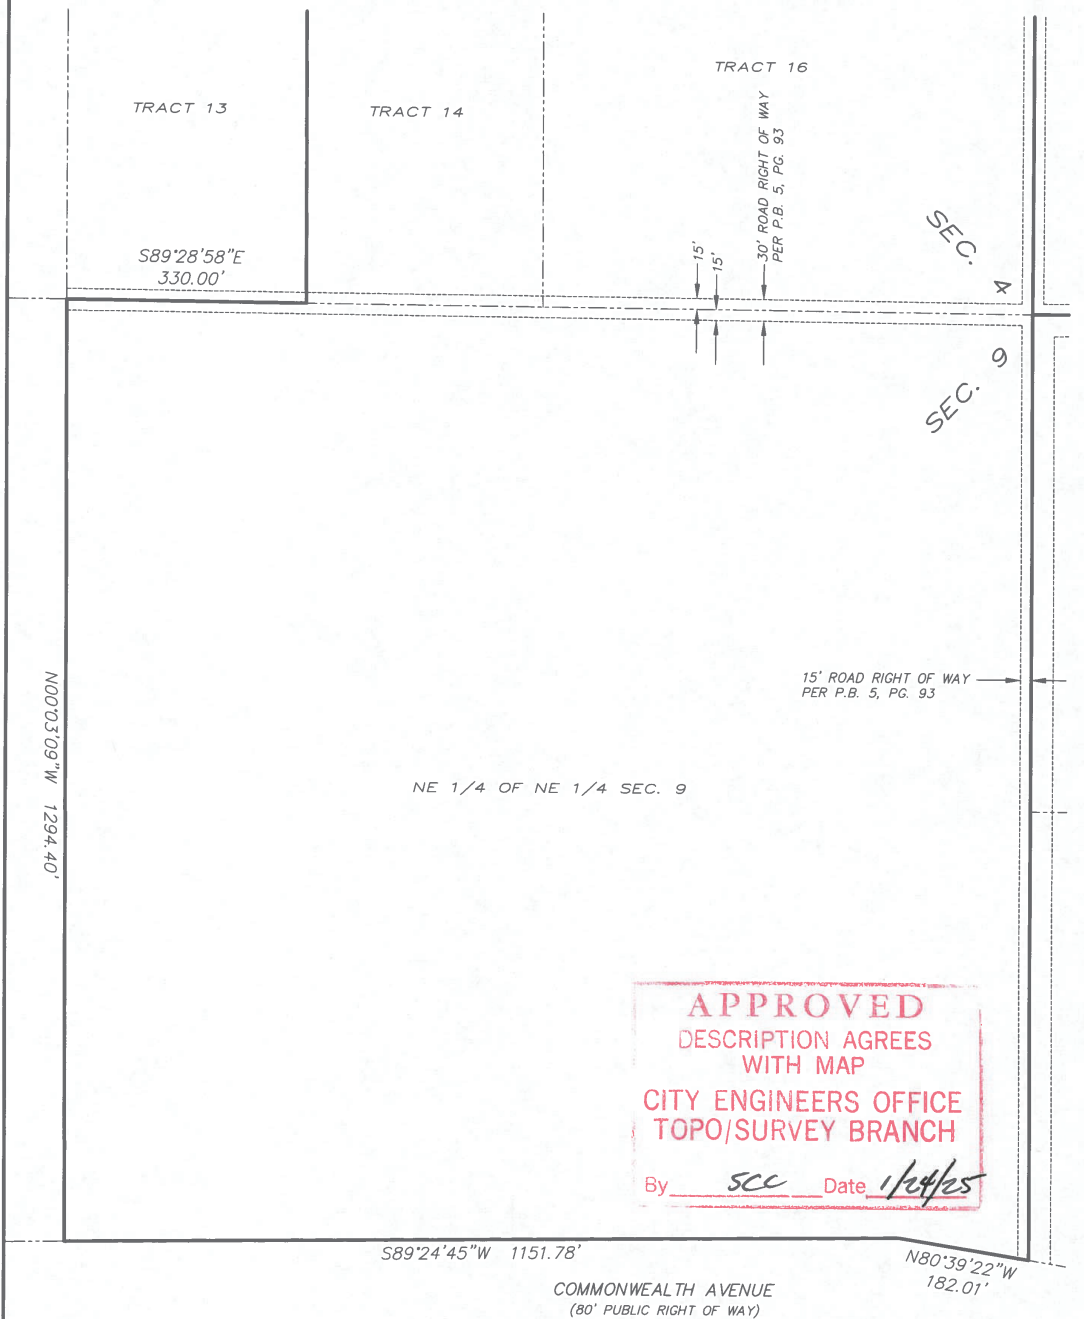 TRACT 16
TRACT 13
TRACT 14
30' ROAD RIGHT OF WAY
PER P.B. 5, PG. 93
SEC. 4
S89°28'58"E
330.00'
15'
15'
SEC. 9
15' ROAD RIGHT OF WAY
PER P.B. 5, PG. 93
N00°03'09"W 1294.40'
NE 1/4 OF NE 1/4 SEC. 9
APPROVED
DESCRIPTION AGREES
WITH MAP
CITY ENGINEERS OFFICE
TOPO/SURVEY BRANCH
By SCC Date 1/24/25
S89°24'45"W 1151.78'
N80°39'22"W
182.01'
COMMONWEALTH AVENUE
(80' PUBLIC RIGHT OF WAY)